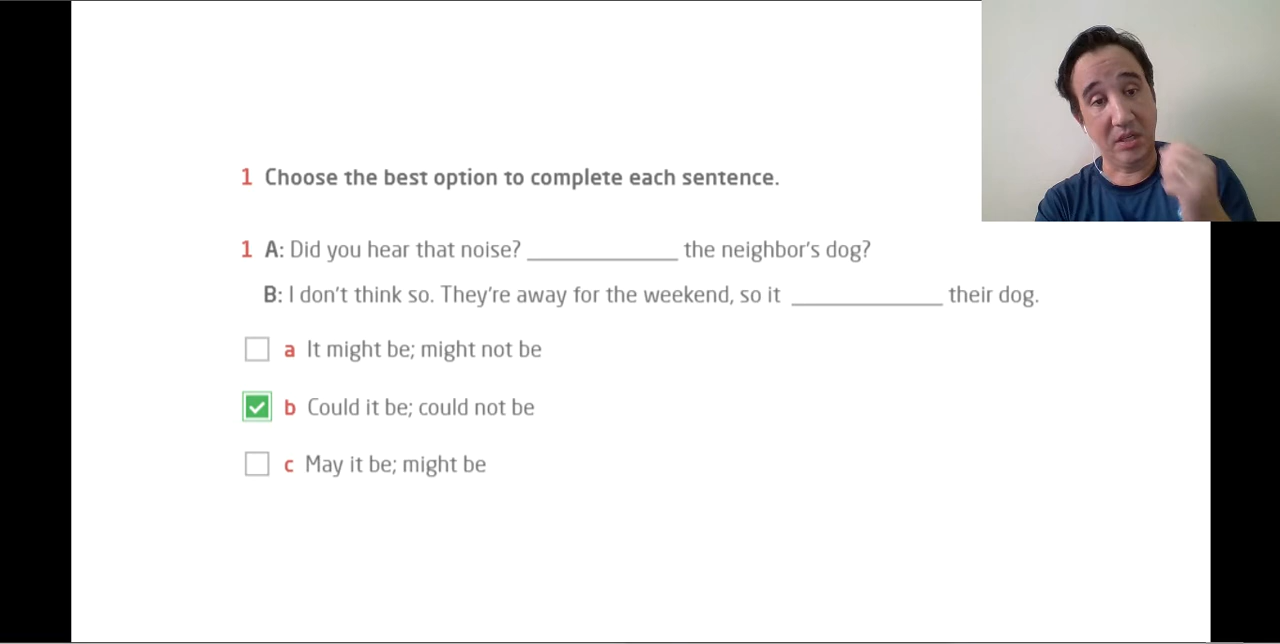 1 Choose the best option to complete each sentence.
1 A: Did you hear that noise? ____________ the neighbor's dog?
B: I don't think so. They're away for the weekend, so it ____________ their dog.
a It might be; might not be
b Could it be; could not be
c May it be; might be